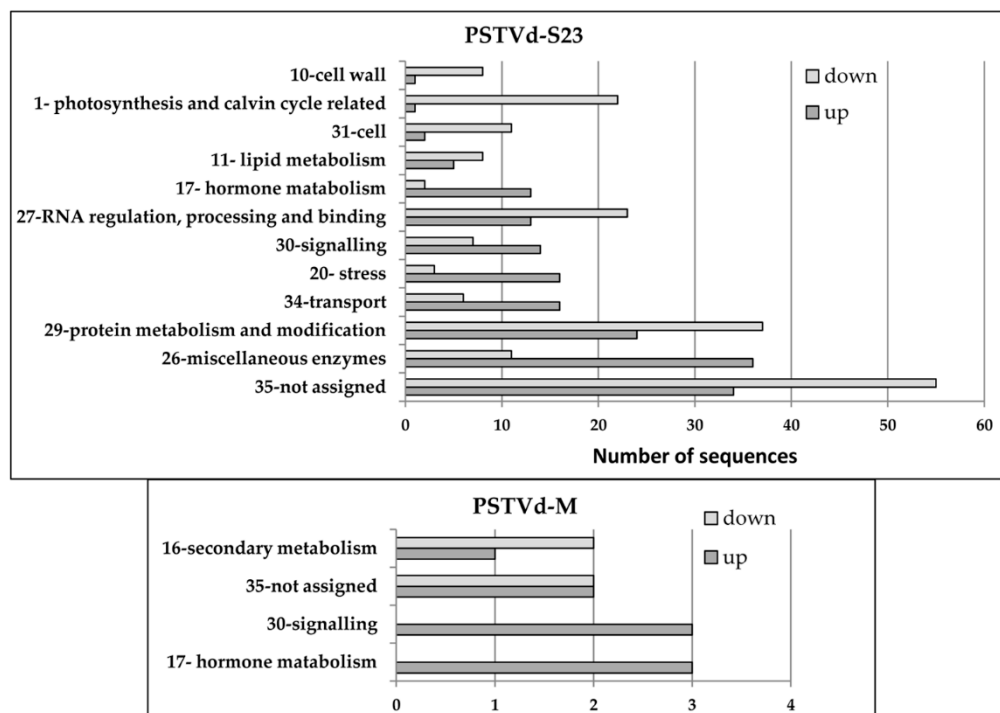 PSTVd-S23
10-cell wall
1- photosynthesis and calvin cycle related
31-cell
11- lipid metabolism
17- hormone matabolism
27-RNA regulation, processing and binding
30-signalling
20- stress
34-transport
29-protein metabolism and modification
26-miscellaneous enzymes
35-not assigned
down
up
0 10 20 30 40 50 60
Number of sequences
PSTVd-M
16-secondary metabolism
35-not assigned
30-signalling
17- hormone matabolism
down
up
0 1 2 3 4